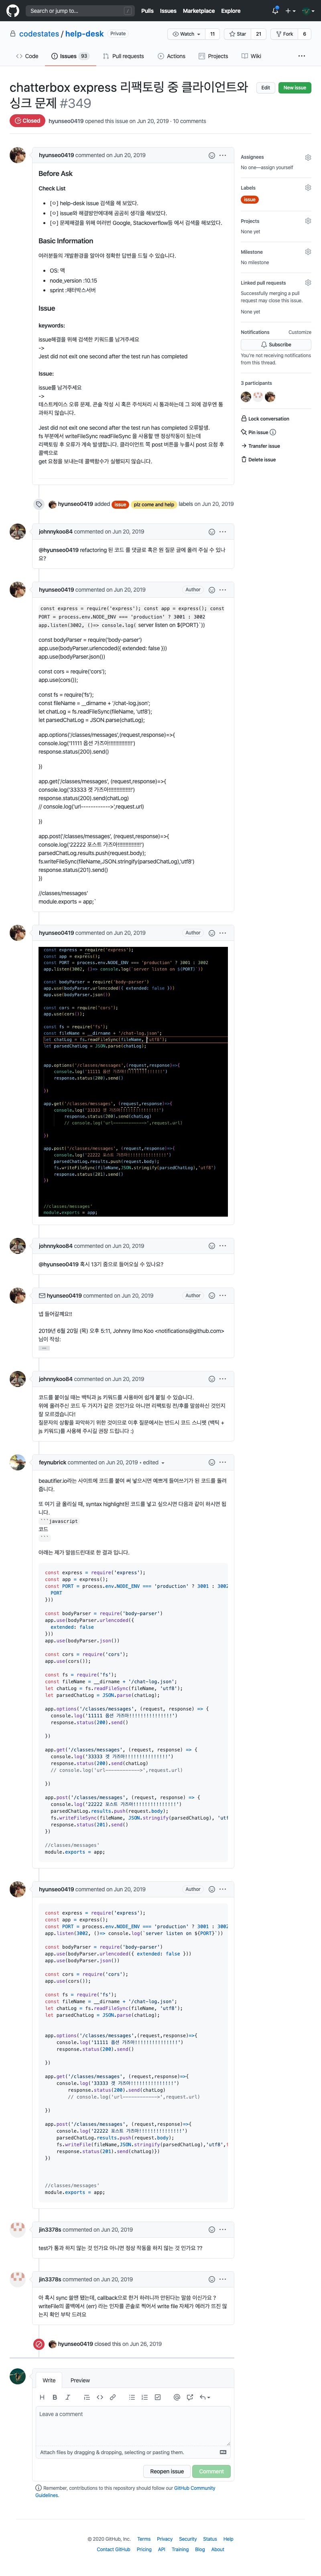 Search or jump to...
/
Pulls
Issues
Marketplace
Explore
codestates / help-desk
Private
Watch
11
Star
21
Fork
6
Code
Issues 93
Pull requests
Actions
Projects
Wiki
chatterbox express 리팩토링 중 클라이언트와
싱크 문제 #349
Edit
New issue
Closed
hyunseo0419 opened this issue on Jun 20, 2019 · 10 comments
hyunseo0419 commented on Jun 20, 2019
Before Ask
Check List
[ㅇ] help-desk issue 검색을 해 보았다.
[ㅇ] issue와 해결방안에대해 곰곰히 생각을 해보았다.
[ㅇ] 문제해결을 위해 여러번 Google, Stackoverflow등 에서 검색을 해보았다.
Basic Information
여러분들의 개발환경을 알아야 정확한 답변을 드릴 수 있습니다.
OS: 맥
node_version :10.15
sprint :채터박스서버
Issue
keywords:
issue해결을 위해 검색한 키워드를 남겨주세요
->
Jest did not exit one second after the test run has completed
Issue:
issue를 남겨주세요
->
테스트케이스 오류 문제. 콘솔 작성 시 혹은 주석처리 시 통과하는데 그 외에 경우엔 통
과하지 않습니다.
Jest did not exit one second after the test run has completed 오류발생.
fs 부분에서 writeFileSync readFileSync 을 사용할 땐 정상작동이 됬는데
리팩토링 후 오류가 계속 발생합니다. 클라이언트 쪽 post 버튼을 누를시 post 요청 후
콜백으로
get 요청을 보내는데 콜백함수가 실행되지 않습니다.
hyunseo0419 added issue plz come and help labels on Jun 20, 2019
johnnykoo84 commented on Jun 20, 2019
@hyunseo0419 refactoring 된 코드 를 댓글로 혹은 원 질문 글에 올려 주실 수 있나
요?
hyunseo0419 commented on Jun 20, 2019
Author
const express = require('express'); const app = express(); const
PORT = process.env.NODE_ENV === 'production' ? 3001 : 3002
app.listen(3002, ()=> console.log( server listen on ${PORT}`))
const bodyParser = require('body-parser')
app.use(bodyParser.urlencoded({ extended: false }))
app.use(bodyParser.json())
const cors = require('cors');
app.use(cors());
const fs = require('fs');
const fileName = __dirname + '/chat-log.json';
let chatLog = fs.readFileSync(fileName, 'utf8');
let parsedChatLog = JSON.parse(chatLog);
app.options('/classes/messages',(request,response)=>{
console.log('11111 옵션 가즈아!!!!!!!!!!!!!!!')
response.status(200).send()
})
app.get('/classes/messages', (request,response)=>{
console.log('33333 겟 가즈아!!!!!!!!!!!!!!!')
response.status(200).send(chatLog)
// console.log('url------------>',request.url)
})
app.post('/classes/messages', (request,response)=>{
console.log('22222 포스트 가즈아!!!!!!!!!!!!!!!')
parsedChatLog.results.push(request.body);
fs.writeFileSync(fileName,JSON.stringify(parsedChatLog),'utf8')
response.status(201).send()
})
//classes/messages'
module.exports = app;`
hyunseo0419 commented on Jun 20, 2019
Author
const express = require('express');
const app = express();
const PORT = process.env.NODE_ENV === 'production' ? 3001 : 3002
app.listen(3002, ()=> console.log(`server listen on ${PORT}`))
const bodyParser = require('body-parser')
app.use(bodyParser.urlencoded({ extended: false }))
app.use(bodyParser.json())
const cors = require('cors');
app.use(cors());
const fs = require('fs');
const fileName = __dirname + '/chat-log.json';
let chatLog = fs.readFileSync(fileName, 'utf8');
let parsedChatLog = JSON.parse(chatLog);
app.options('/classes/messages',(request,response)=>{
console.log('11111 옵션 가즈아!!!!!!!!!!!!!!!')
response.status(200).send()
})
app.get('/classes/messages', (request,response)=>{
console.log('33333 겟 가즈아!!!!!!!!!!!!!!!')
response.status(200).send(chatLog)
// console.log('url------------>',request.url)
})
app.post('/classes/messages', (request,response)=>{
console.log('22222 포스트 가즈아!!!!!!!!!!!!!!!')
parsedChatLog.results.push(request.body);
fs.writeFileSync(fileName,JSON.stringify(parsedChatLog),'utf8')
response.status(201).send()
})
//classes/messages'
module.exports = app;
johnnykoo84 commented on Jun 20, 2019
@hyunseo0419 혹시 13기 줌으로 들어오실 수 있나요?
hyunseo0419 commented on Jun 20, 2019
Author
넵 들어갈께요!!
2019년 6월 20일 (목) 오후 5:11, Johnny Ilmo Koo <notifications@github.com>
님이 작성:
johnnykoo84 commented on Jun 20, 2019
코드를 붙이실 때는 백틱과 js 키워드를 사용하여 쉽게 붙일 수 있습니다.
위에 올려주신 코드 두 가지가 같은 것인가요 아니면 리팩토링 전/후를 말씀하신 것인지
잘 모르겠습니다!
질문자의 상황을 파악하기 위한 것이므로 이후 질문에서는 반드시 코드 스니펫 (백틱 +
js 키워드)를 사용해 주시길 권장 드립니다 :)
feynubrick commented on Jun 20, 2019 • edited
beautifier.io라는 사이트에 코드를 붙여 써 넣으시면 예쁘게 들여쓰기가 된 코드를 돌려
줍니다.
또 여기 글 올리실 때, syntax highlight된 코드를 넣고 싶으시면 다음과 같이 하시면 됩
니다.
```javascript
코드
```
아래는 제가 말씀드린대로 한 결과 입니다.
const express = require('express');
const app = express();
const PORT = process.env.NODE_ENV === 'production' ? 3001 : 3002
PORT
}))
const bodyParser = require('body-parser')
app.use(bodyParser.urlencoded({
extended: false
}))
app.use(bodyParser.json())
const cors = require('cors');
app.use(cors());
const fs = require('fs');
const fileName = __dirname + '/chat-log.json';
let chatLog = fs.readFileSync(fileName, 'utf8');
let parsedChatLog = JSON.parse(chatLog);
app.options('/classes/messages', (request, response) => {
console.log('11111 옵션 가즈아!!!!!!!!!!!!!!!')
response.status(200).send()
})
app.get('/classes/messages', (request, response) => {
console.log('33333 겟 가즈아!!!!!!!!!!!!!!!')
response.status(200).send(chatLog)
// console.log('url------------>',request.url)
})
app.post('/classes/messages', (request, response) => {
console.log('22222 포스트 가즈아!!!!!!!!!!!!!!!')
parsedChatLog.results.push(request.body);
fs.writeFileSync(fileName, JSON.stringify(parsedChatLog), 'utf
response.status(201).send()
})
//classes/messages'
module.exports = app;
hyunseo0419 commented on Jun 20, 2019
Author
const express = require('express');
const app = express();
const PORT = process.env.NODE_ENV === 'production' ? 3001 : 3002
app.listen(3002, ()=> console.log(`server listen on ${PORT}`))
const bodyParser = require('body-parser')
app.use(bodyParser.urlencoded({ extended: false }))
app.use(bodyParser.json())
const cors = require('cors');
app.use(cors());
const fs = require('fs');
const fileName = __dirname + '/chat-log.json';
let chatLog = fs.readFileSync(fileName, 'utf8');
let parsedChatLog = JSON.parse(chatLog);
app.options('/classes/messages',(request,response)=>{
console.log('11111 옵션 가즈아!!!!!!!!!!!!!!!')
response.status(200).send()
})
app.get('/classes/messages', (request,response)=>{
console.log('33333 겟 가즈아!!!!!!!!!!!!!!!')
response.status(200).send(chatLog)
// console.log('url------------>',request.url)
})
app.post('/classes/messages', (request,response)=>{
console.log('22222 포스트 가즈아!!!!!!!!!!!!!!!')
parsedChatLog.results.push(request.body);
fs.writeFile(fileName,JSON.stringify(parsedChatLog),'utf8',
response.status(201).send(chatLog)})
})
//classes/messages'
module.exports = app;
jin3378s commented on Jun 20, 2019
test가 통과 하지 않는 것 인가요 아니면 정상 작동을 하지 않는 것 인가요 ??
jin3378s commented on Jun 20, 2019
아 혹시 sync 쓸땐 됐는데, callback으로 한거 하려니까 안된다는 말씀 이신가요 ?
writeFile의 콜백에서 (err) 라는 인자를 콘솔로 찍어서 write file 자체가 에러가 뜨진 않
는지 확인 부탁 드려요
hyunseo0419 closed this on Jun 26, 2019
Write
Preview
Leave a comment
Attach files by dragging & dropping, selecting or pasting them.
Reopen issue
Comment
Remember, contributions to this repository should follow our GitHub Community
Guidelines.
Assignees
No one—assign yourself
Labels
issue
Projects
None yet
Milestone
No milestone
Linked pull requests
Successfully merging a pull
request may close this issue.
None yet
Notifications
Customize
Subscribe
You're not receiving notifications
from this thread.
3 participants
Lock conversation
Pin issue
Transfer issue
Delete issue
© 2020 GitHub, Inc.
Terms
Privacy
Security
Status
Help
Contact GitHub
Pricing
API
Training
Blog
About